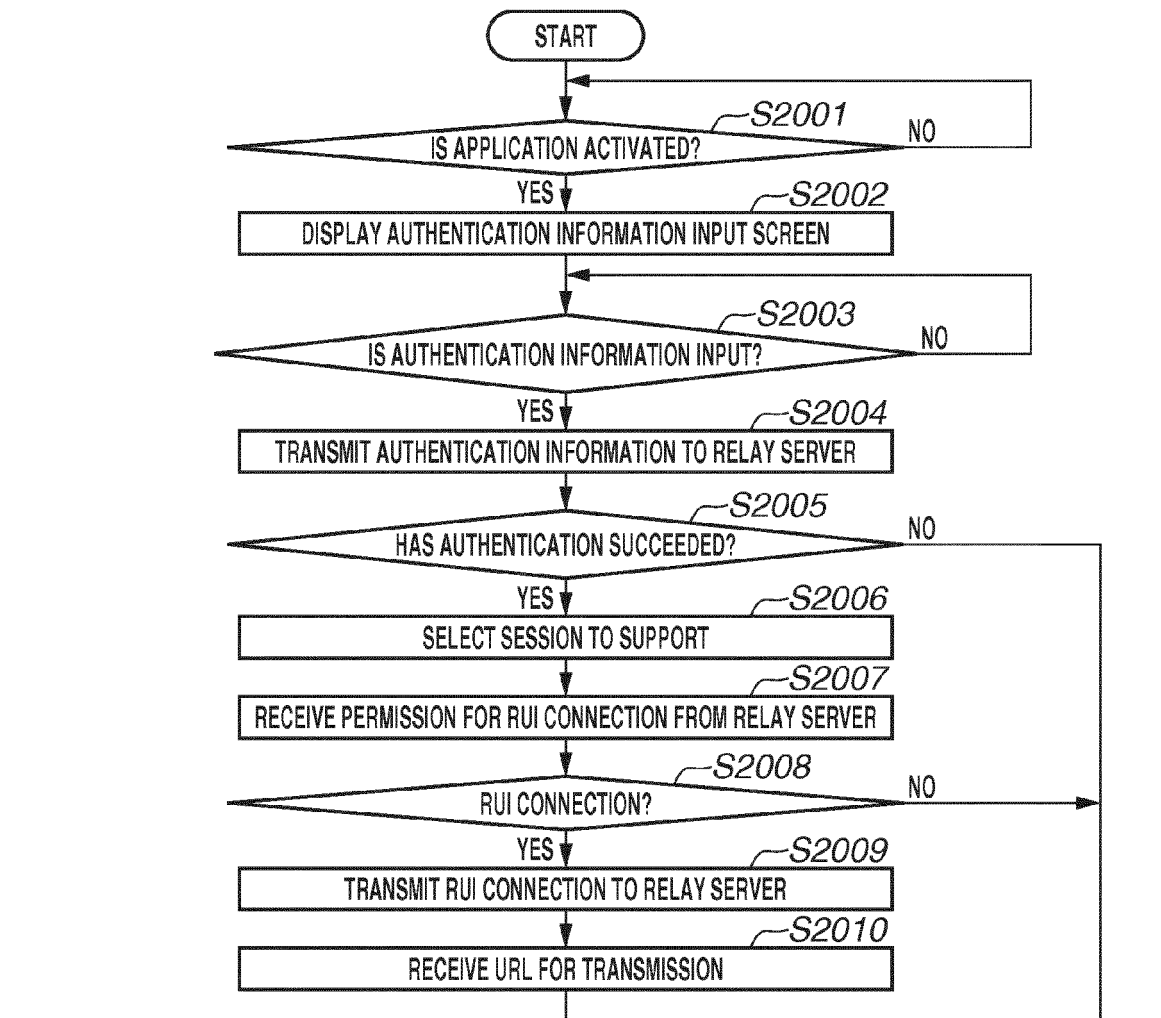 START
S2001
IS APPLICATION ACTIVATED?
NO
YES
S2002
DISPLAY AUTHENTICATION INFORMATION INPUT SCREEN
S2003
IS AUTHENTICATION INFORMATION INPUT?
NO
YES
S2004
TRANSMIT AUTHENTICATION INFORMATION TO RELAY SERVER
S2005
HAS AUTHENTICATION SUCCEEDED?
NO
YES
S2006
SELECT SESSION TO SUPPORT
S2007
RECEIVE PERMISSION FOR RUI CONNECTION FROM RELAY SERVER
S2008
RUI CONNECTION?
NO
YES
S2009
TRANSMIT RUI CONNECTION TO RELAY SERVER
S2010
RECEIVE URL FOR TRANSMISSION